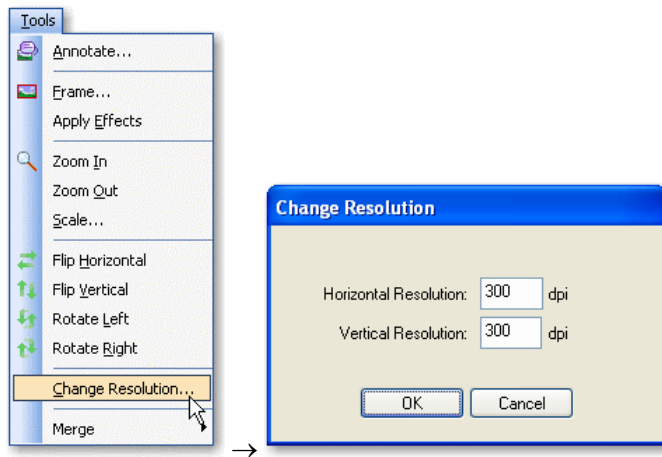 Tools
Annotate...
Frame...
Apply Effects
Zoom In
Zoom Out
Scale...
Flip Horizontal
Flip Vertical
Rotate Left
Rotate Right
Change Resolution...
Merge
→
Change Resolution
Horizontal Resolution: 300 dpi
Vertical Resolution: 300 dpi
OK Cancel